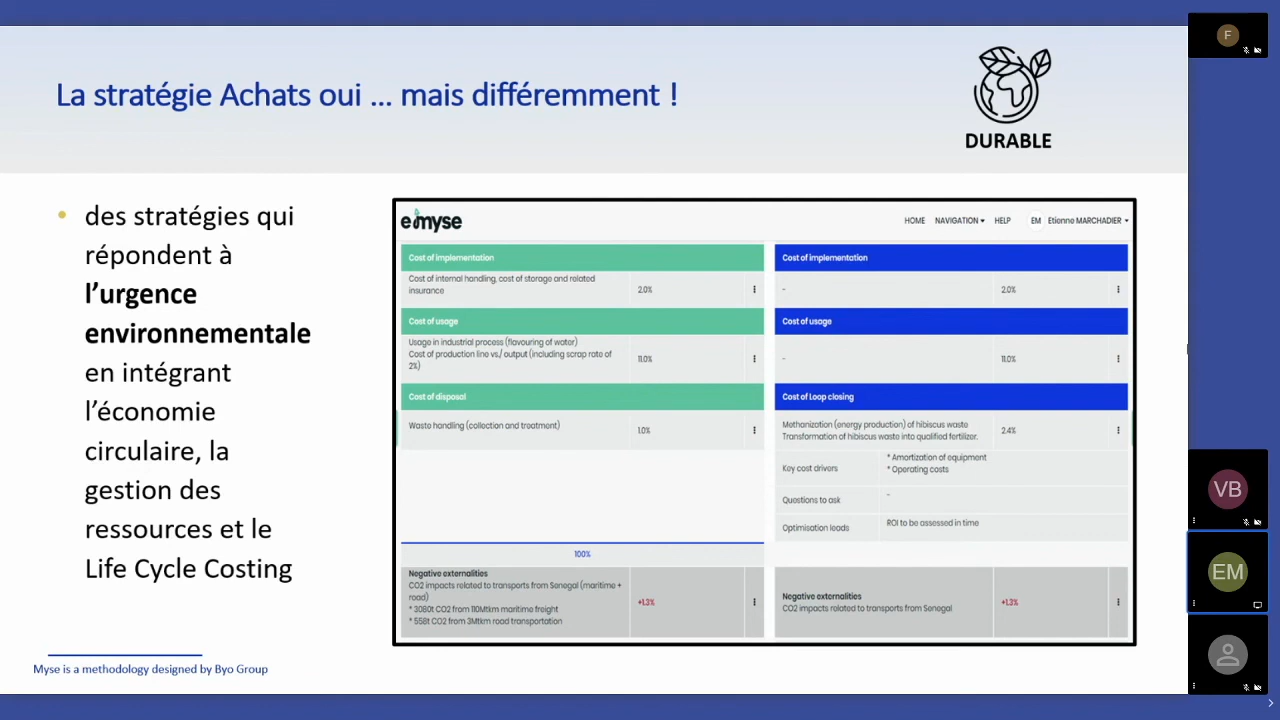 La stratégie Achats oui ... mais différemment !
DURABLE
• des stratégies qui
répondent à
l’urgence
environnementale
en intégrant
l’économie
circulaire, la
gestion des
ressources et le
Life Cycle Costing
emyse
HOME NAVIGATION HELP EM Etienne MARCHADIER
Cost of implementation
Cost of internal handling, cost of storage and related
insurance
2.0%
Cost of usage
Usage in industrial process (flavouring of water)
Cost of production line vs./ output (including scrap rate of
2%)
11.0%
Cost of disposal
Waste handling (collection and treatment)
1.0%
100%
Negative externalities
CO2 impacts related to transports from Senegal (maritime +
road)
* 3080t CO2 from 110Mtkm maritime freight
* 558t CO2 from 3Mtkm road transportation
+1.3%
Cost of implementation
- 2.0%
Cost of usage
- 11.0%
Cost of Loop closing
Methanization (energy production) of hibiscus waste
Transformation of hibiscus waste into qualified fertilizer.
2.4%
Key cost drivers
* Amortization of equipment
* Operating costs
Questions to ask
-
Optimisation leads
ROI to be assessed in time
Negative externalities
CO2 impacts related to transports from Senegal
+1.3%
Myse is a methodology designed by Byo Group
F
VB
EM